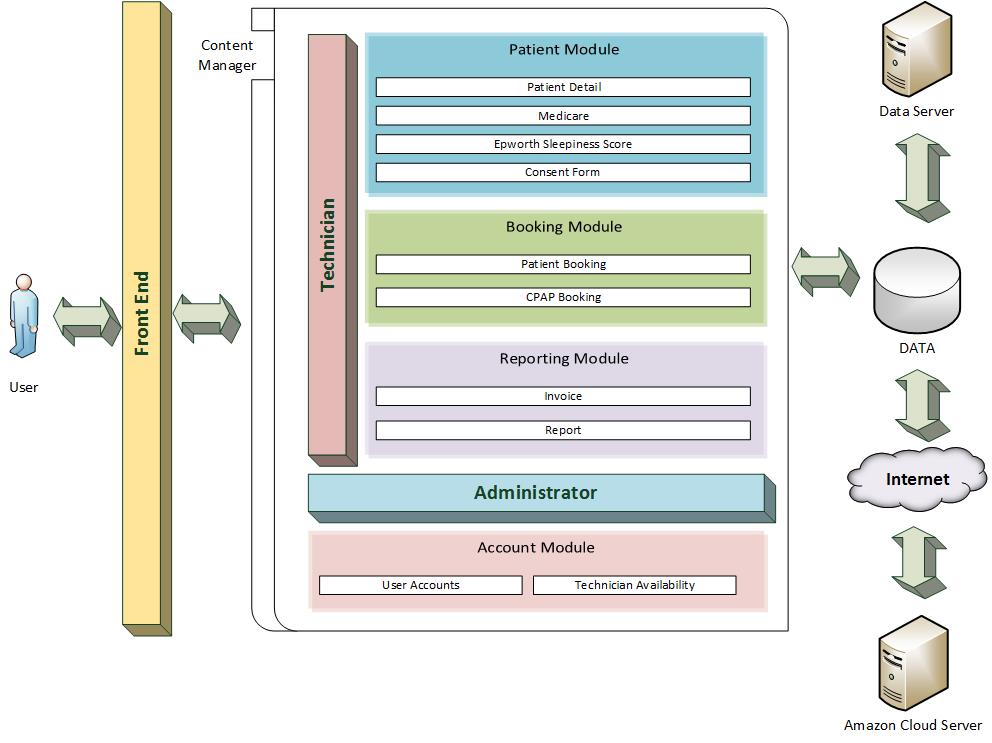 Content
Manager
Patient Module
Patient Detail
Medicare
Epworth Sleepiness Score
Consent Form
Technician
Booking Module
Patient Booking
CPAP Booking
Reporting Module
Invoice
Report
Administrator
Account Module
User Accounts
Technician Availability
Front End
User
Data Server
DATA
Internet
Amazon Cloud Server